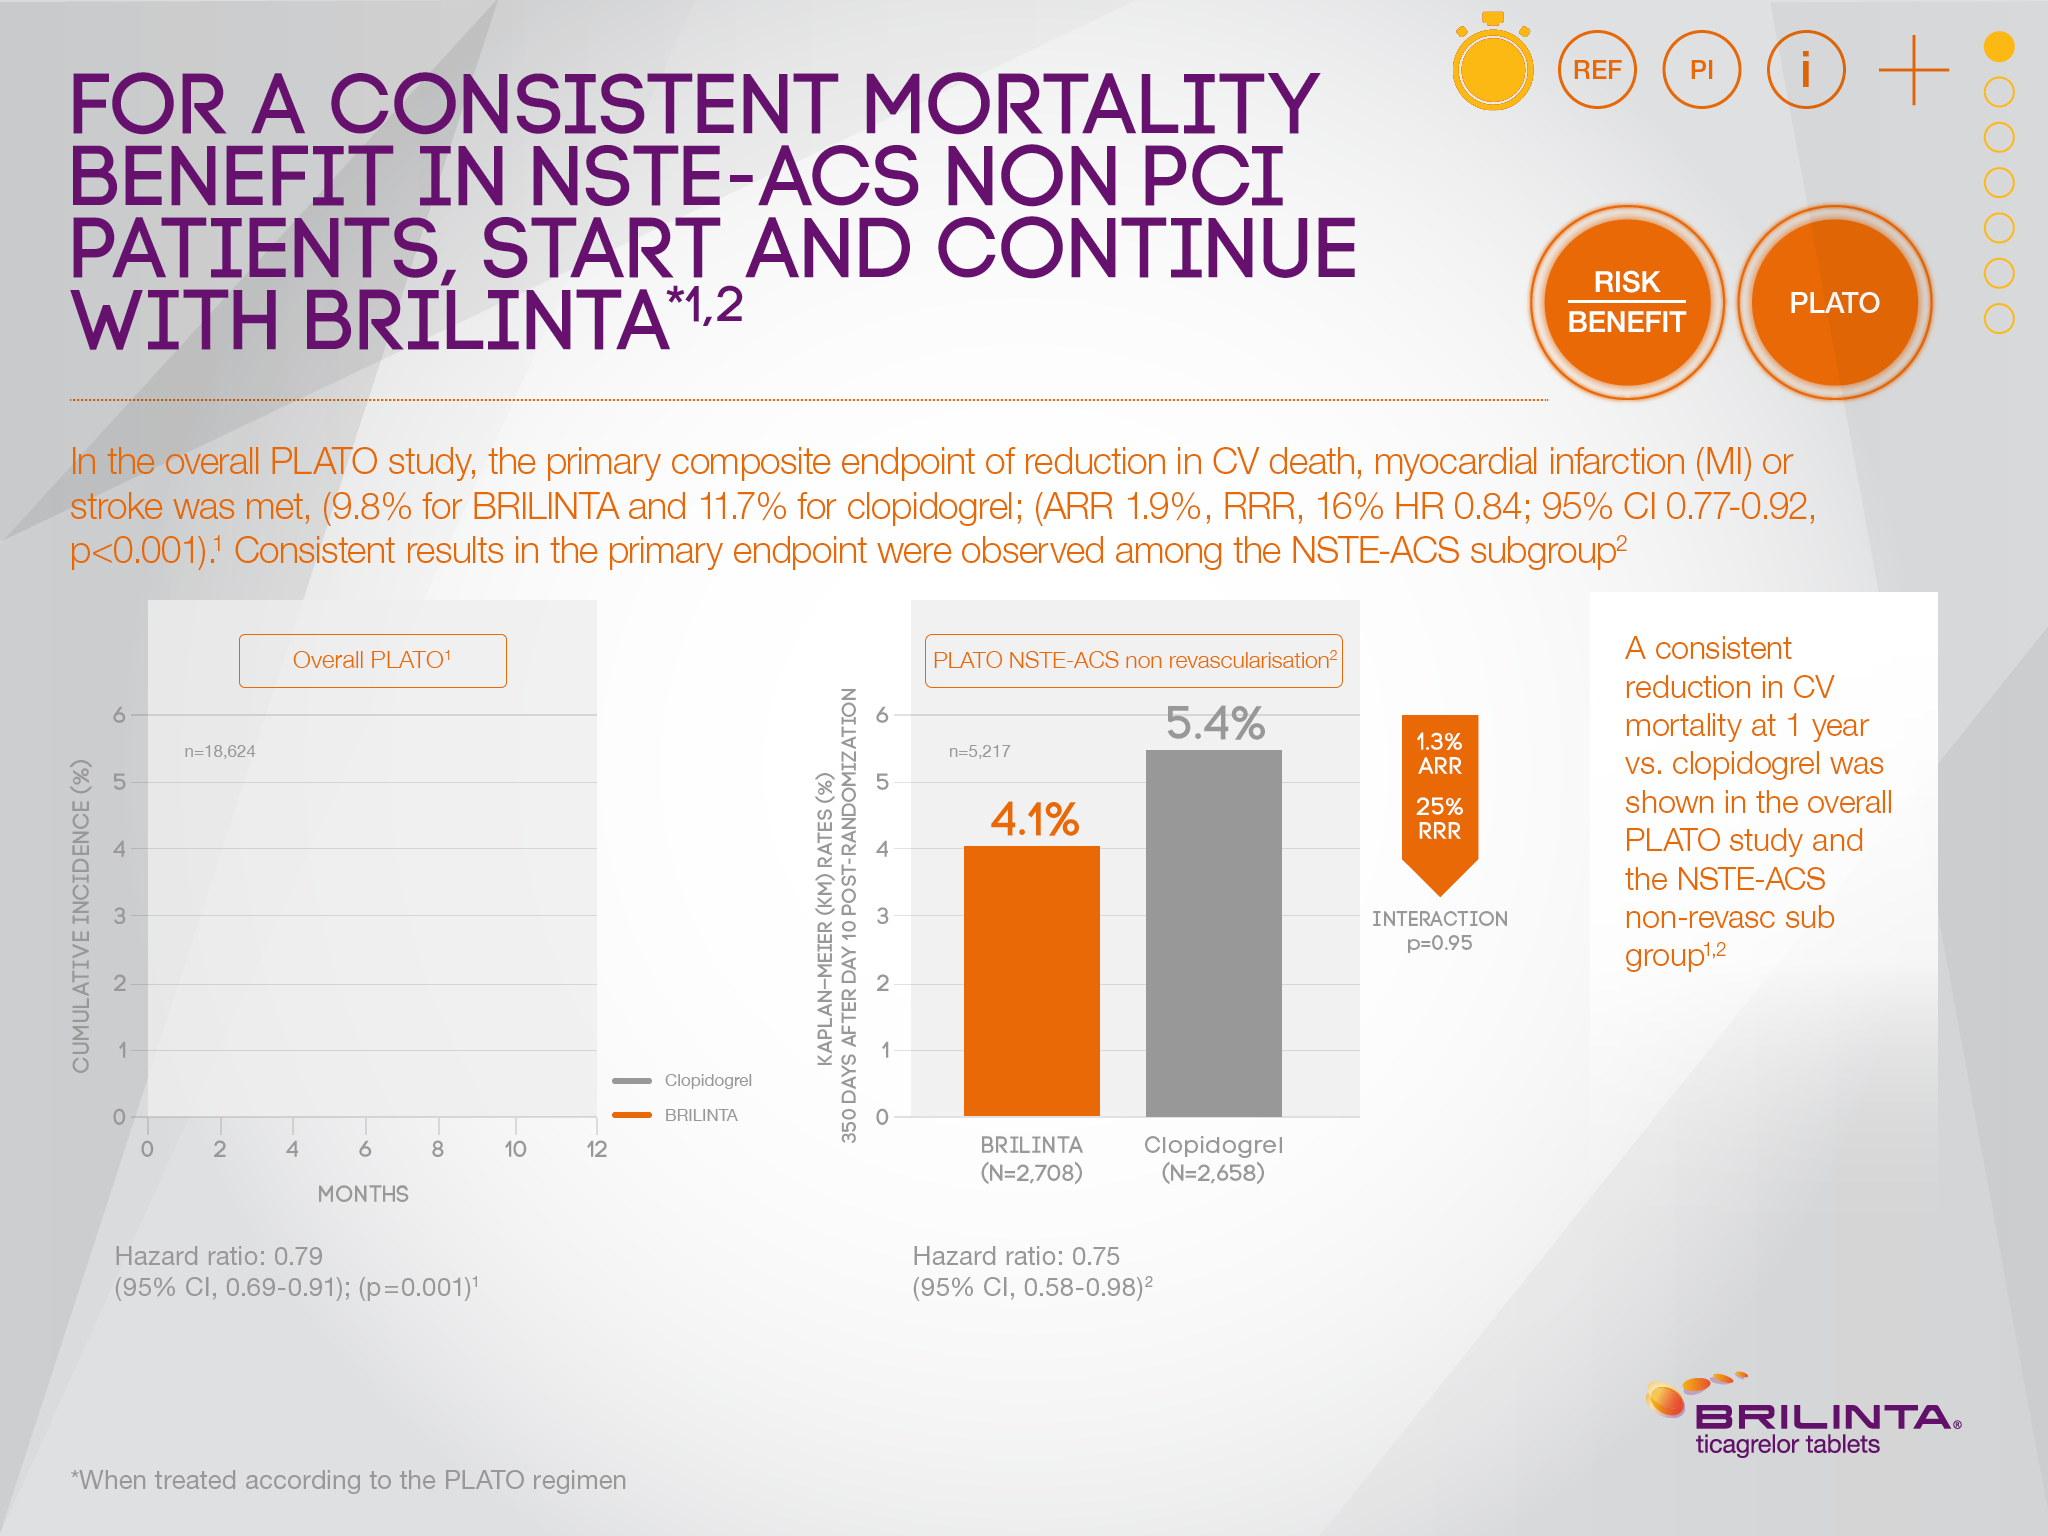 REF
PI
i
FOR A CONSISTENT MORTALITY
BENEFIT IN NSTE-ACS NON PCI
PATIENTS, START AND CONTINUE
WITH BRILINTA*1,2
RISK
BENEFIT
PLATO
In the overall PLATO study, the primary composite endpoint of reduction in CV death, myocardial infarction (MI) or
stroke was met, (9.8% for BRILINTA and 11.7% for clopidogrel; (ARR 1.9%, RRR, 16% HR 0.84; 95% CI 0.77-0.92,
p<0.001).1 Consistent results in the primary endpoint were observed among the NSTE-ACS subgroup2
Overall PLATO1
n=18,624
CUMULATIVE INCIDENCE (%)
6
5
4
3
2
1
0
0 2 4 6 8 10 12
MONTHS
Clopidogrel
BRILINTA
Hazard ratio: 0.79
(95% CI, 0.69-0.91); (p=0.001)1
PLATO NSTE-ACS non revascularisation2
n=5,217
KAPLAN-MEIER (KM) RATES (%)
350 DAYS AFTER DAY 10 POST-RANDOMIZATION
6
5
4
3
2
1
0
4.1%
5.4%
BRILINTA
(N=2,708)
Clopidogrel
(N=2,658)
1.3%
ARR
25%
RRR
INTERACTION
p=0.95
Hazard ratio: 0.75
(95% CI, 0.58-0.98)2
A consistent
reduction in CV
mortality at 1 year
vs. clopidogrel was
shown in the overall
PLATO study and
the NSTE-ACS
non-revasc sub
group1,2
BRILINTA®
ticagrelor tablets
*When treated according to the PLATO regimen